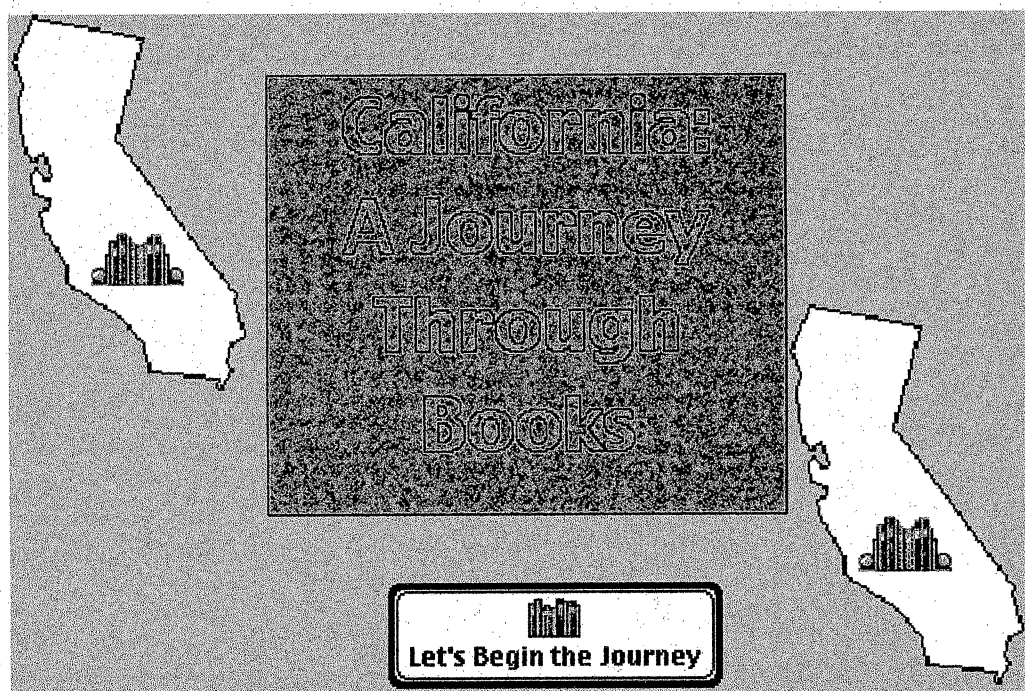 California:
A Journey
Through
Books
Let's Begin the Journey